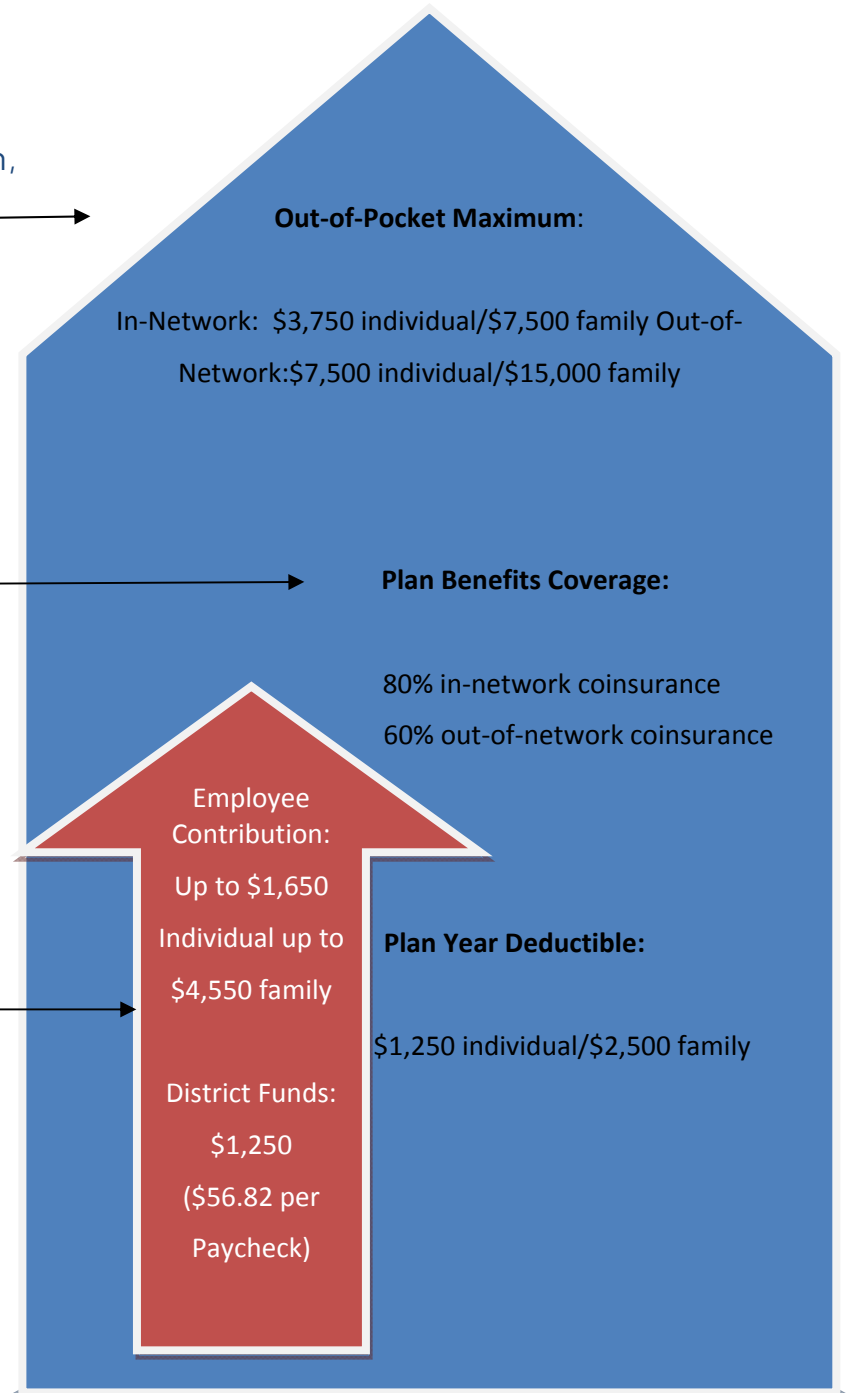 n,
Out-of-Pocket Maximum:
In-Network:  $3,750 individual/$7,500 family Out-of-
Network:$7,500 individual/$15,000 family
Plan Benefits Coverage:
80% in-network coinsurance
60% out-of-network coinsurance
Employee
Contribution:
Up to $1,650
Individual up to
$4,550 family
Plan Year Deductible:
$1,250 individual/$2,500 family
District Funds:
$1,250
($56.82 per
Paycheck)